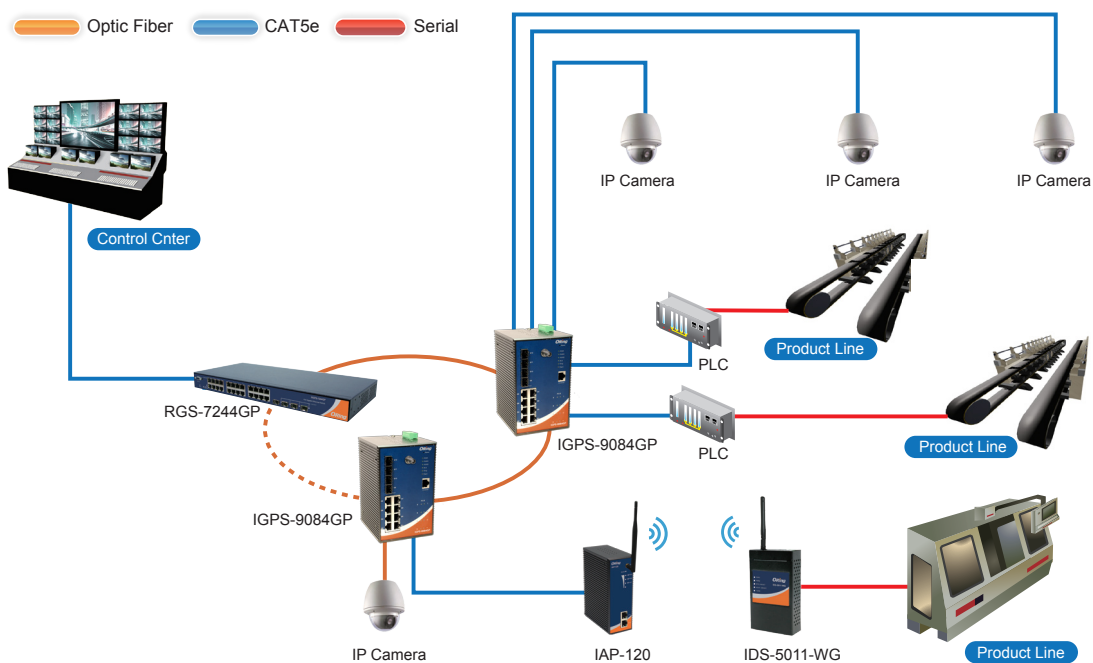 Optic Fiber
CAT5e
Serial
IP Camera
IP Camera
IP Camera
Control Cnter
PLC
Product Line
RGS-7244GP
IGPS-9084GP
PLC
Product Line
IGPS-9084GP
IP Camera
IAP-120
IDS-5011-WG
Product Line